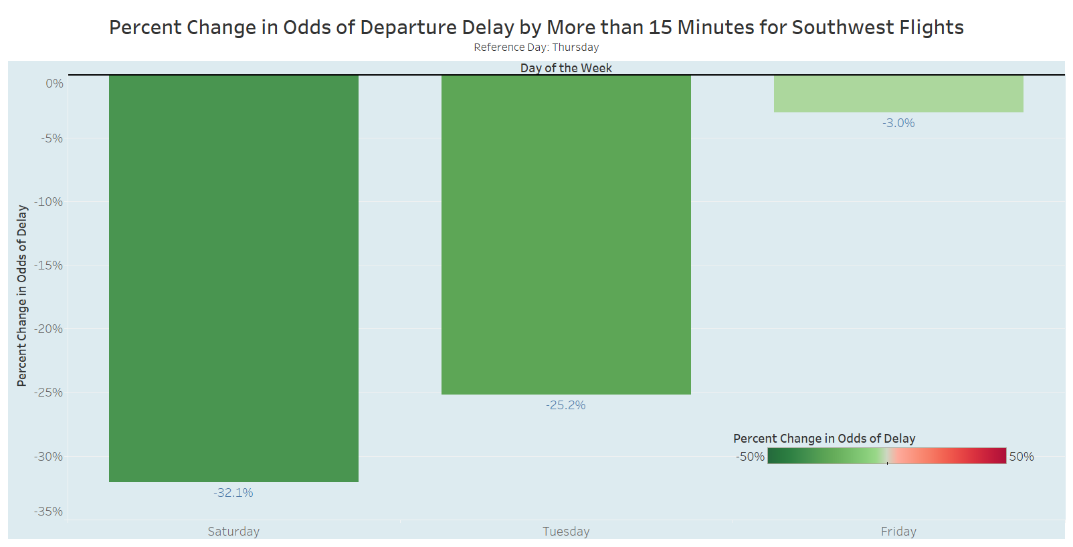 Percent Change in Odds of Departure Delay by More than 15 Minutes for Southwest Flights
Reference Day: Thursday
Day of the Week
0%
-5%
-10%
-15%
-20%
-25%
-30%
-35%
Percent Change in Odds of Delay
-32.1%
-25.2%
-3.0%
Percent Change in Odds of Delay
-50% 50%
Saturday Tuesday Friday